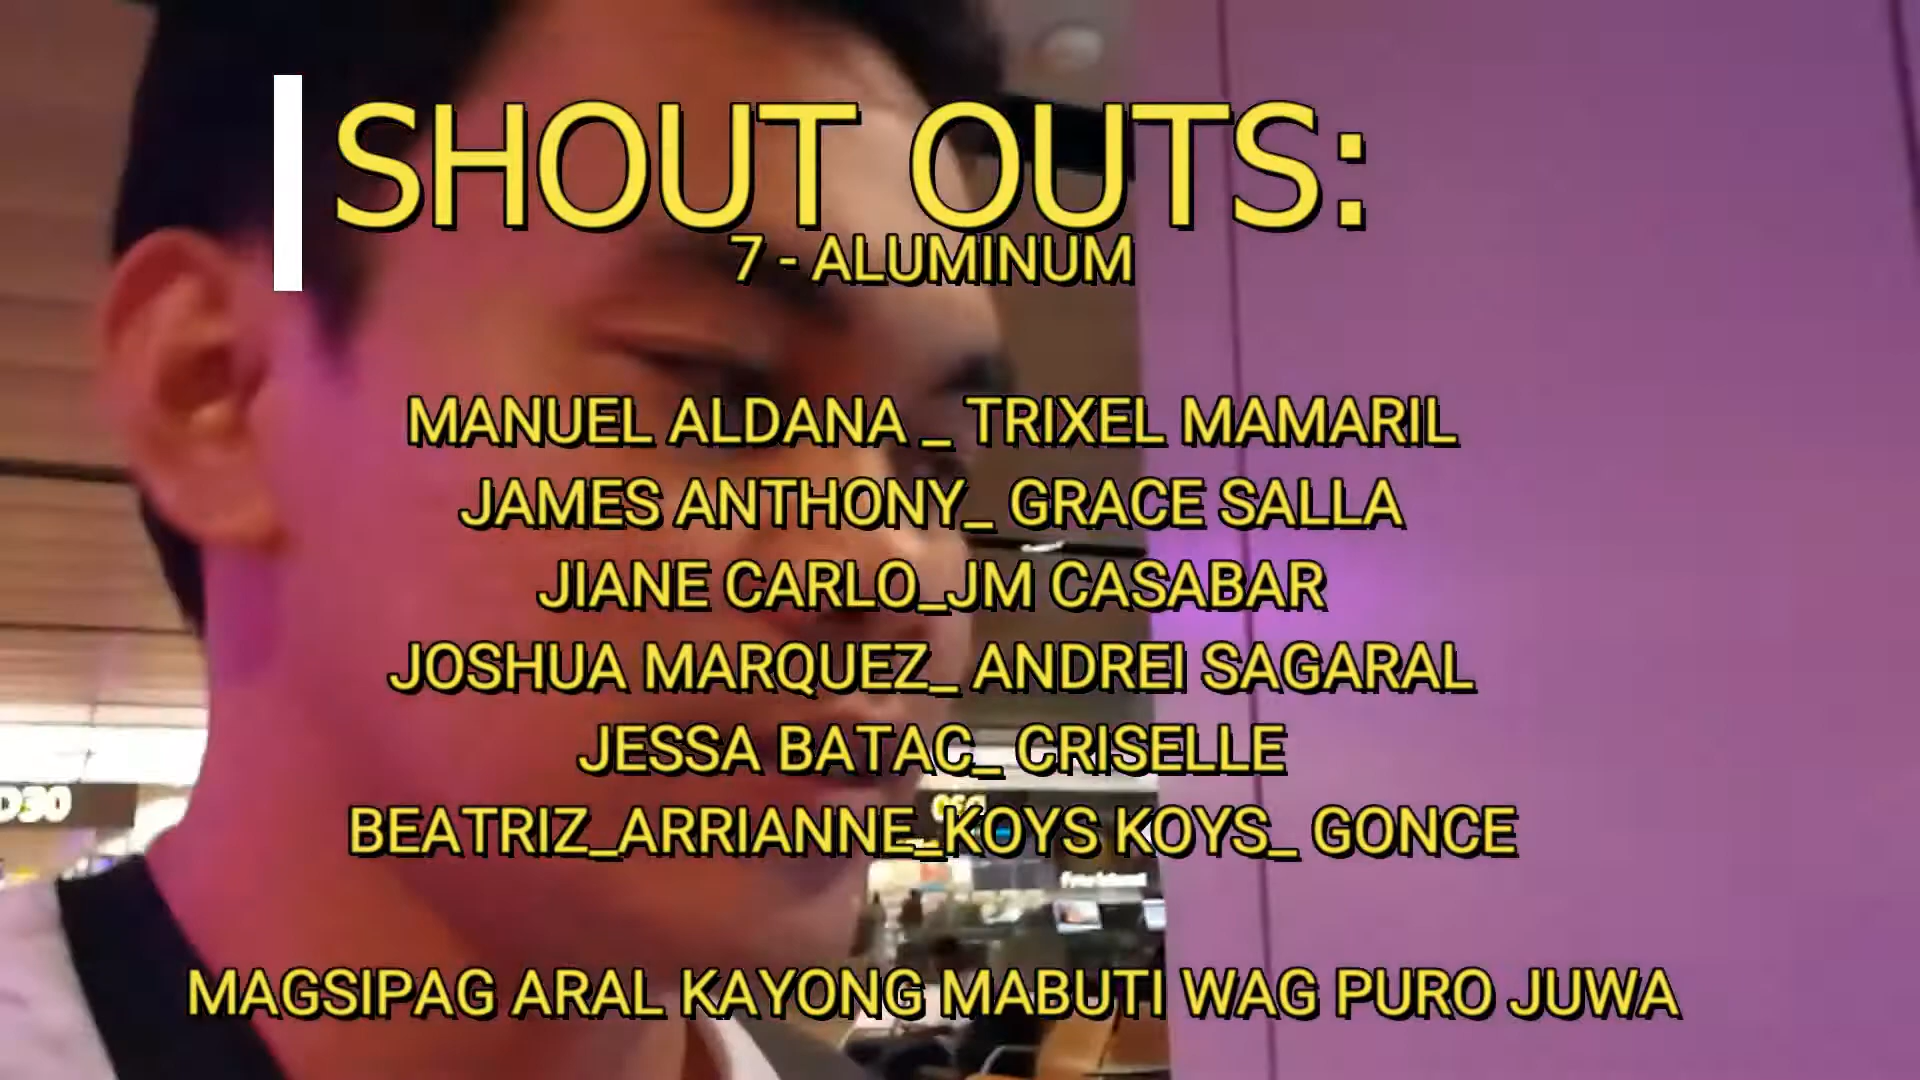 SHOUT OUTS:
7 - ALUMINUM
MANUEL ALDANA _ TRIXEL MAMARIL
JAMES ANTHONY_ GRACE SALLA
JIANE CARLO_JM CASABAR
JOSHUA MARQUEZ_ ANDREI SAGARAL
JESSA BATAC_ CRISELLE
D30
BEATRIZ_ARRIANNE_KOYS KOYS_ GONCE
MAGSIPAG ARAL KAYONG MABUTI WAG PURO JUWA